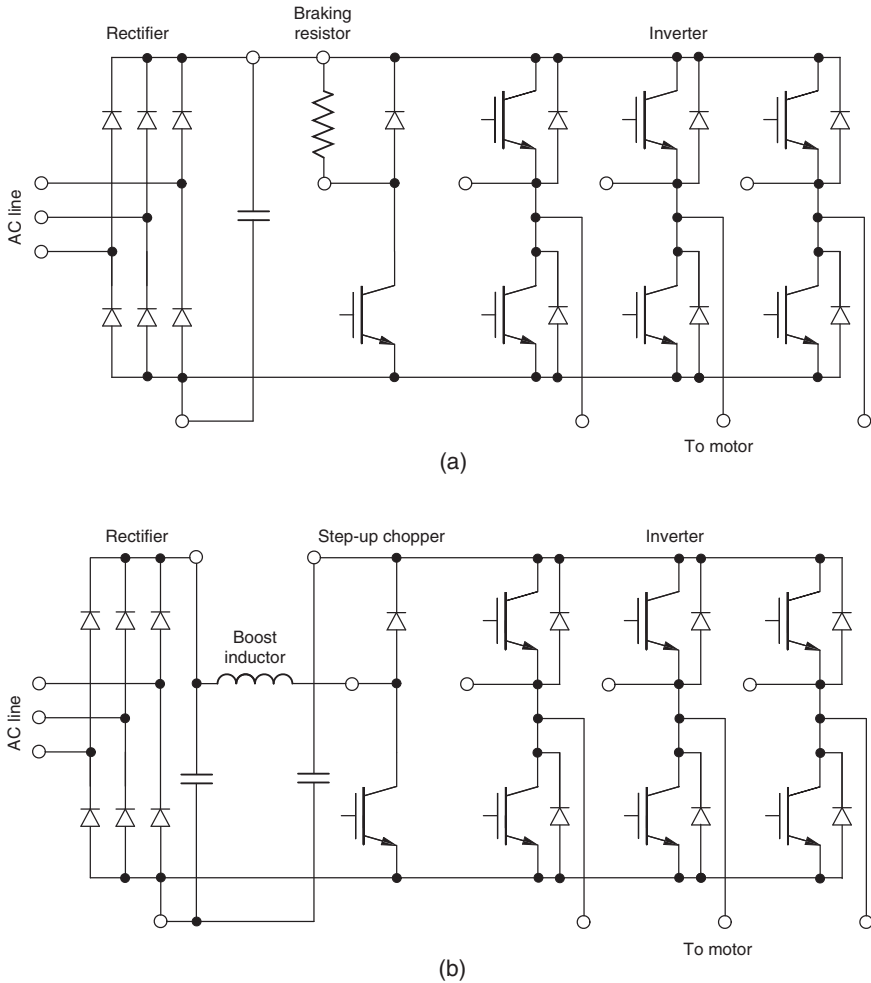 Braking
resistor
Rectifier
Inverter
AC line
To motor
(a)
Rectifier
Step-up chopper
Inverter
Boost
inductor
AC line
To motor
(b)